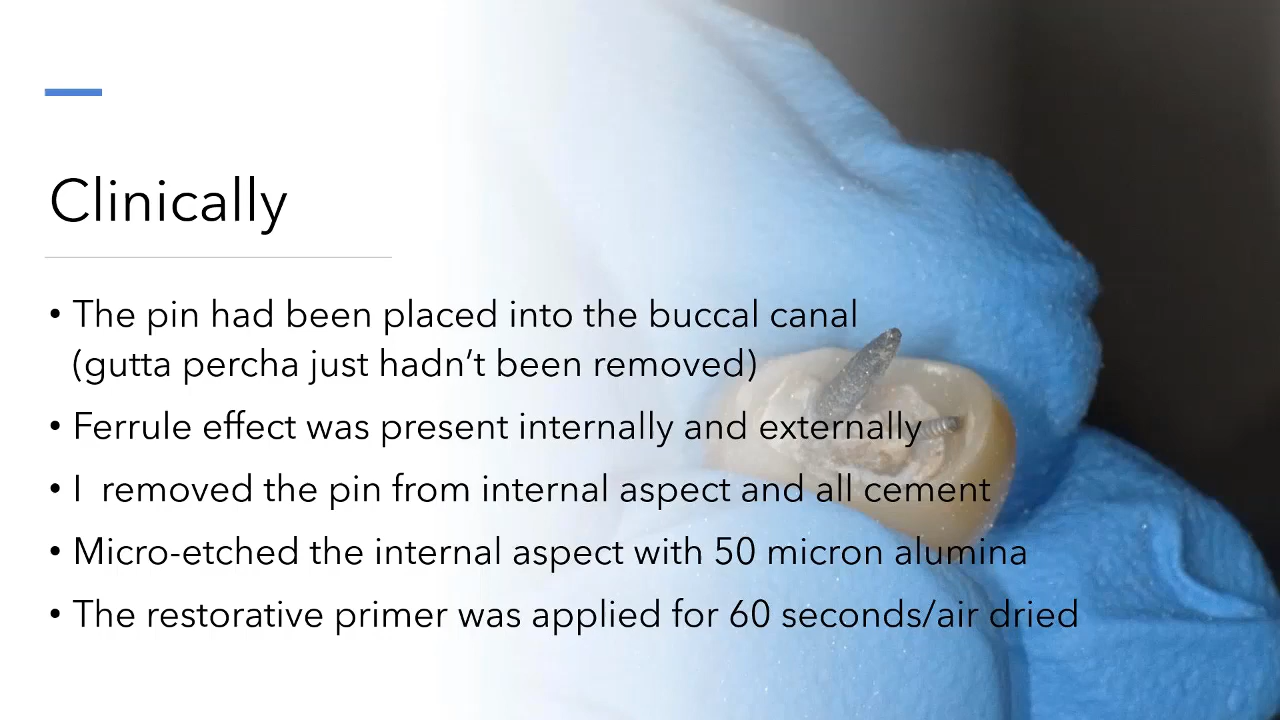 Clinically
• The pin had been placed into the buccal canal
(gutta percha just hadn’t been removed)
• Ferrule effect was present internally and externally
• I  removed the pin from internal aspect and all cement
• Micro-etched the internal aspect with 50 micron alumina
• The restorative primer was applied for 60 seconds/air dried